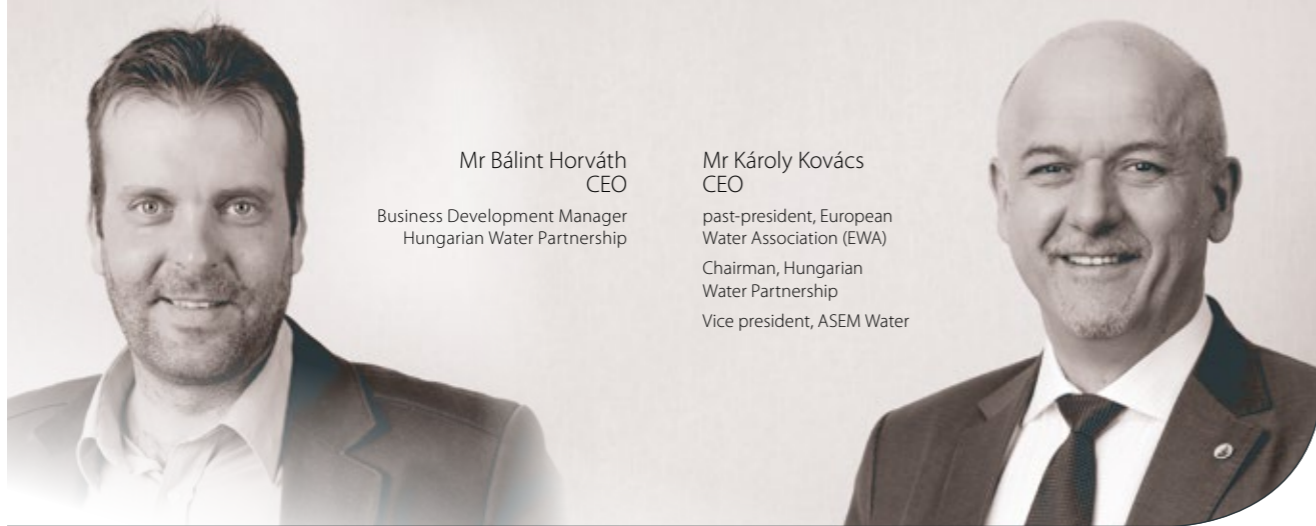 Mr Bálint Horváth
CEO
Business Development Manager
Hungarian Water Partnership
Mr Károly Kovács
CEO
past-president, European
Water Association (EWA)
Chairman, Hungarian
Water Partnership
Vice president, ASEM Water